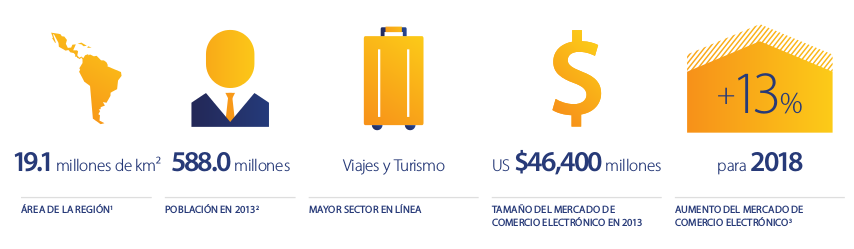 +13%
19.1 millones de km²
588.0 millones
Viajes y Turismo
US $46,400 millones
para 2018
ÁREA DE LA REGIÓN¹
POBLACIÓN EN 2013²
MAYOR SECTOR EN LÍNEA
TAMAÑO DEL MERCADO DE
COMERCIO ELECTRÓNICO EN 2013
AUMENTO DEL MERCADO DE
COMERCIO ELECTRÓNICO³